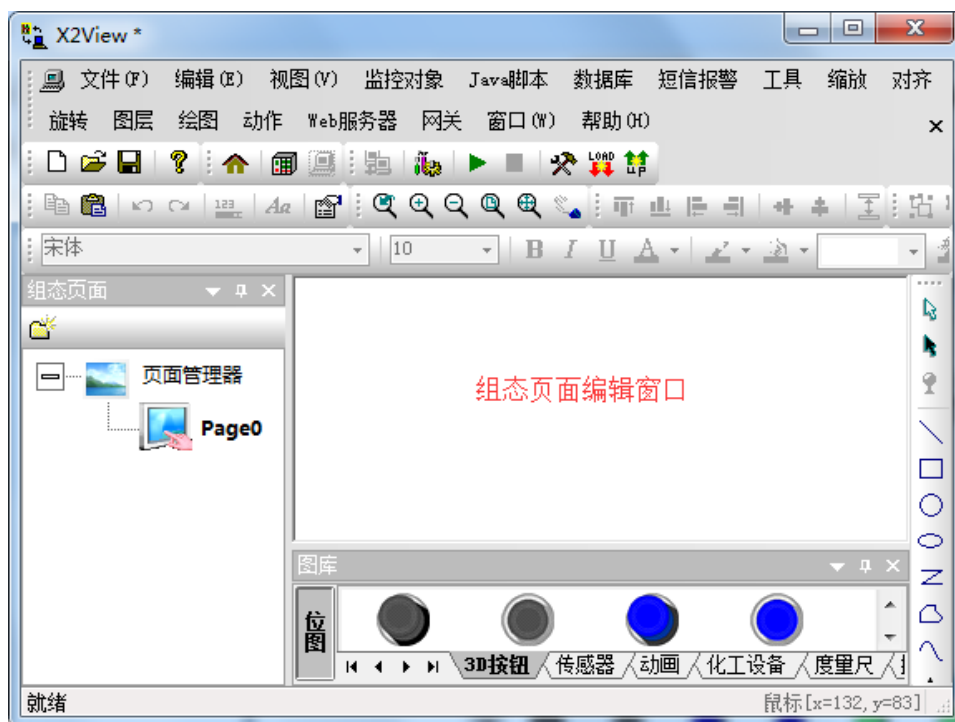 X2View *
文件(F) 编辑(E) 视图(V) 监控对象 Java脚本 数据库 短信报警 工具 缩放 对齐
旋转 图层 绘图 动作 Web服务器 网关 窗口(W) 帮助(H)
LOAD
UP
123
Aa
宋体 10 B I U A
组态页面
页面管理器
Page0
组态页面编辑窗口
图库
位图
3D按钮 传感器 动画 化工设备 度量尺
就绪 鼠标[x=132, y=83]